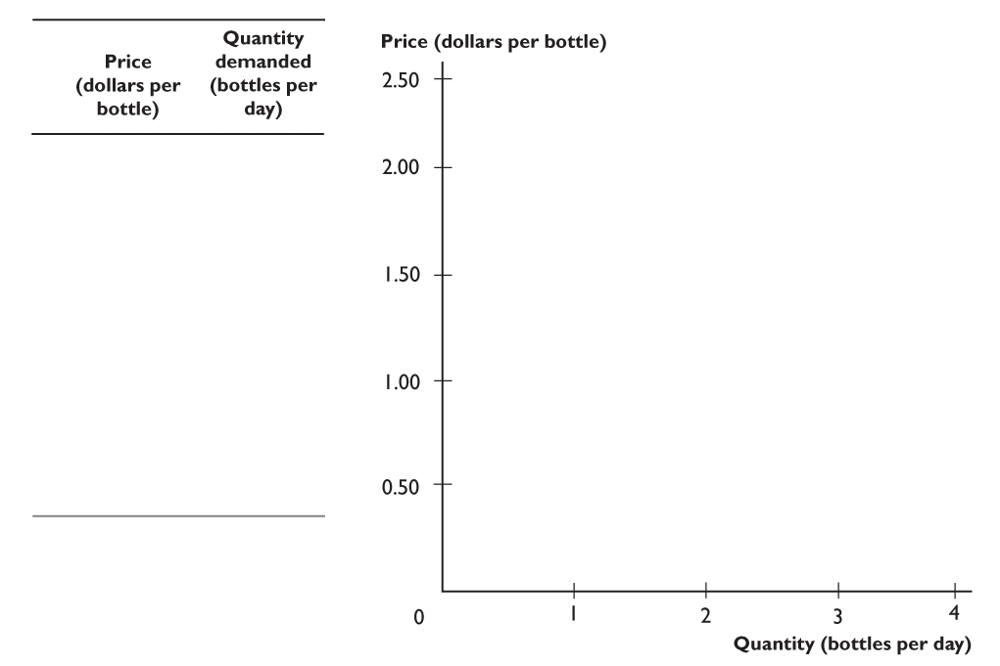 Price
(dollars per
bottle)
Quantity
demanded
(bottles per
day)
Price (dollars per bottle)
2.50
2.00
1.50
1.00
0.50
0
1
2
3
4
Quantity (bottles per day)